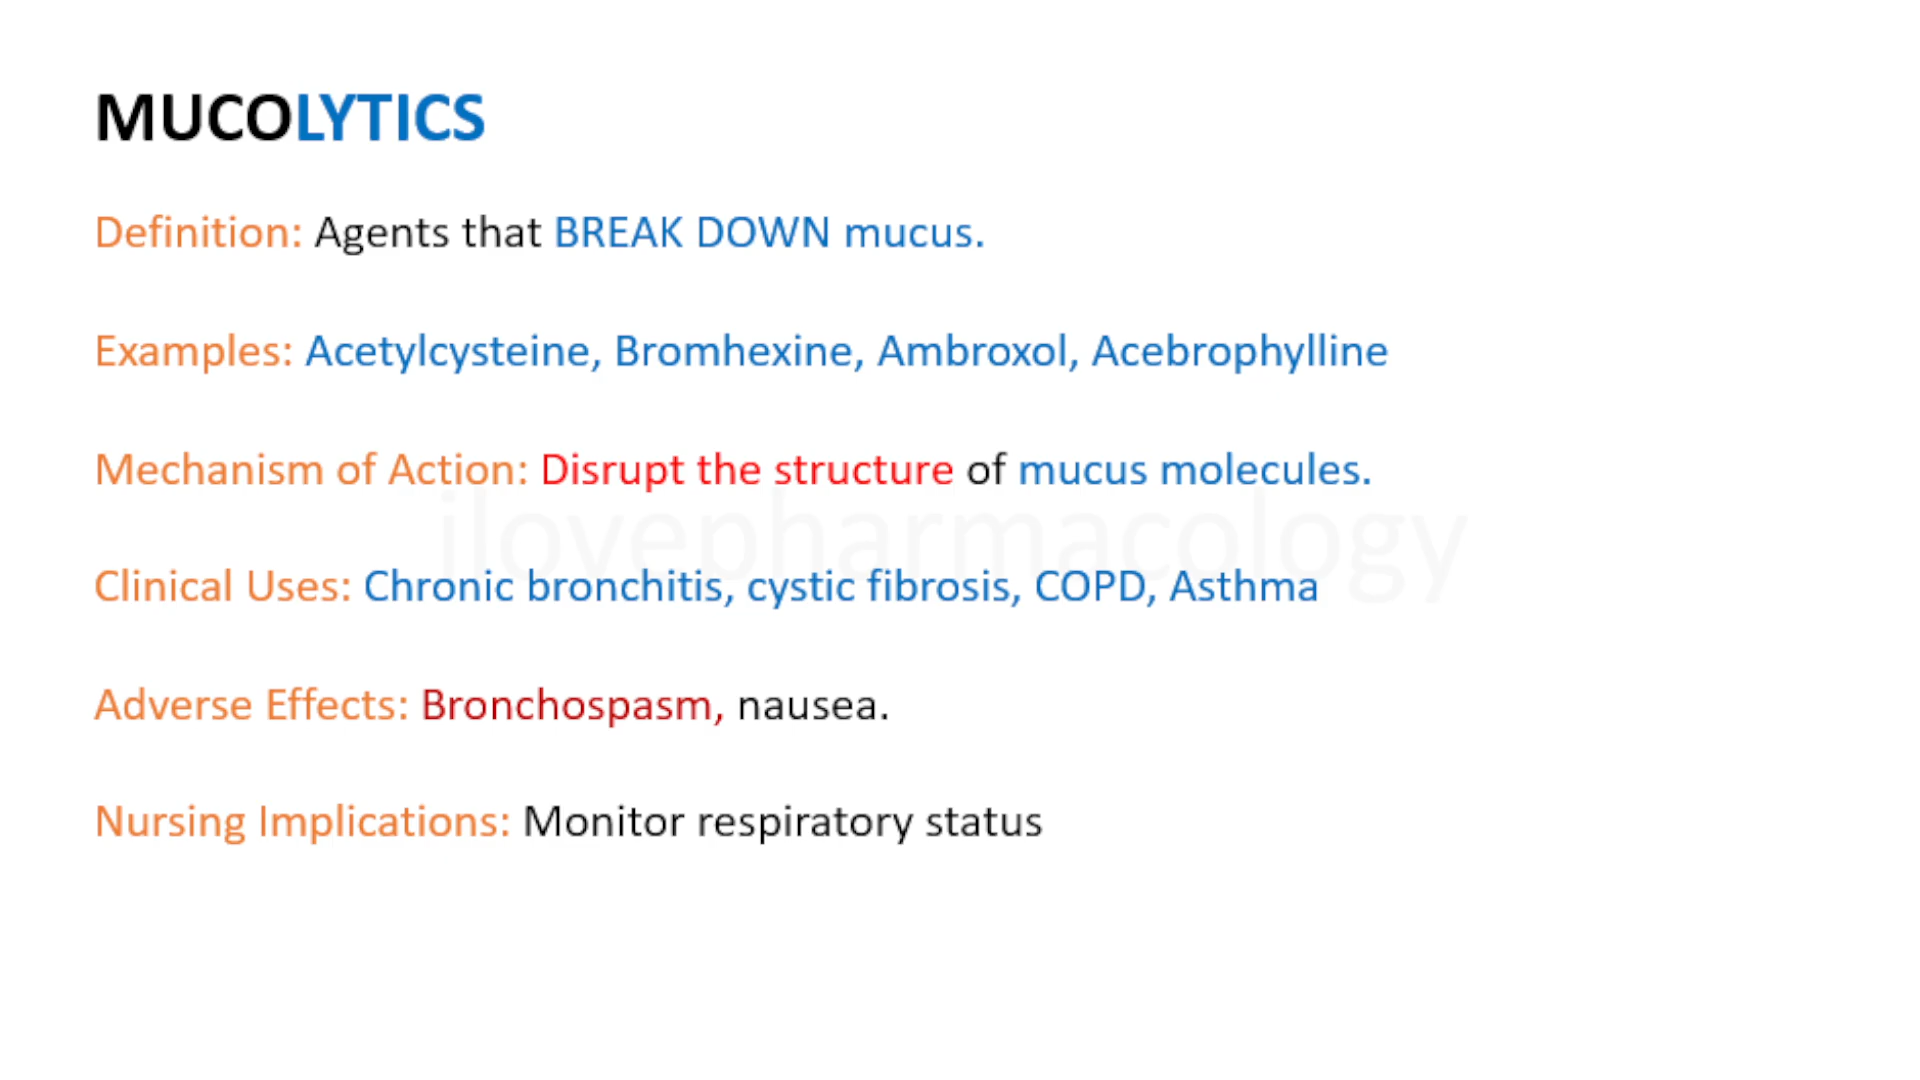 MUCOLYTICS
Definition: Agents that BREAK DOWN mucus.
Examples: Acetylcysteine, Bromhexine, Ambroxol, Acebrophylline
Mechanism of Action: Disrupt the structure of mucus molecules.
ilovepharmacology
Clinical Uses: Chronic bronchitis, cystic fibrosis, COPD, Asthma
Adverse Effects: Bronchospasm, nausea.
Nursing Implications: Monitor respiratory status